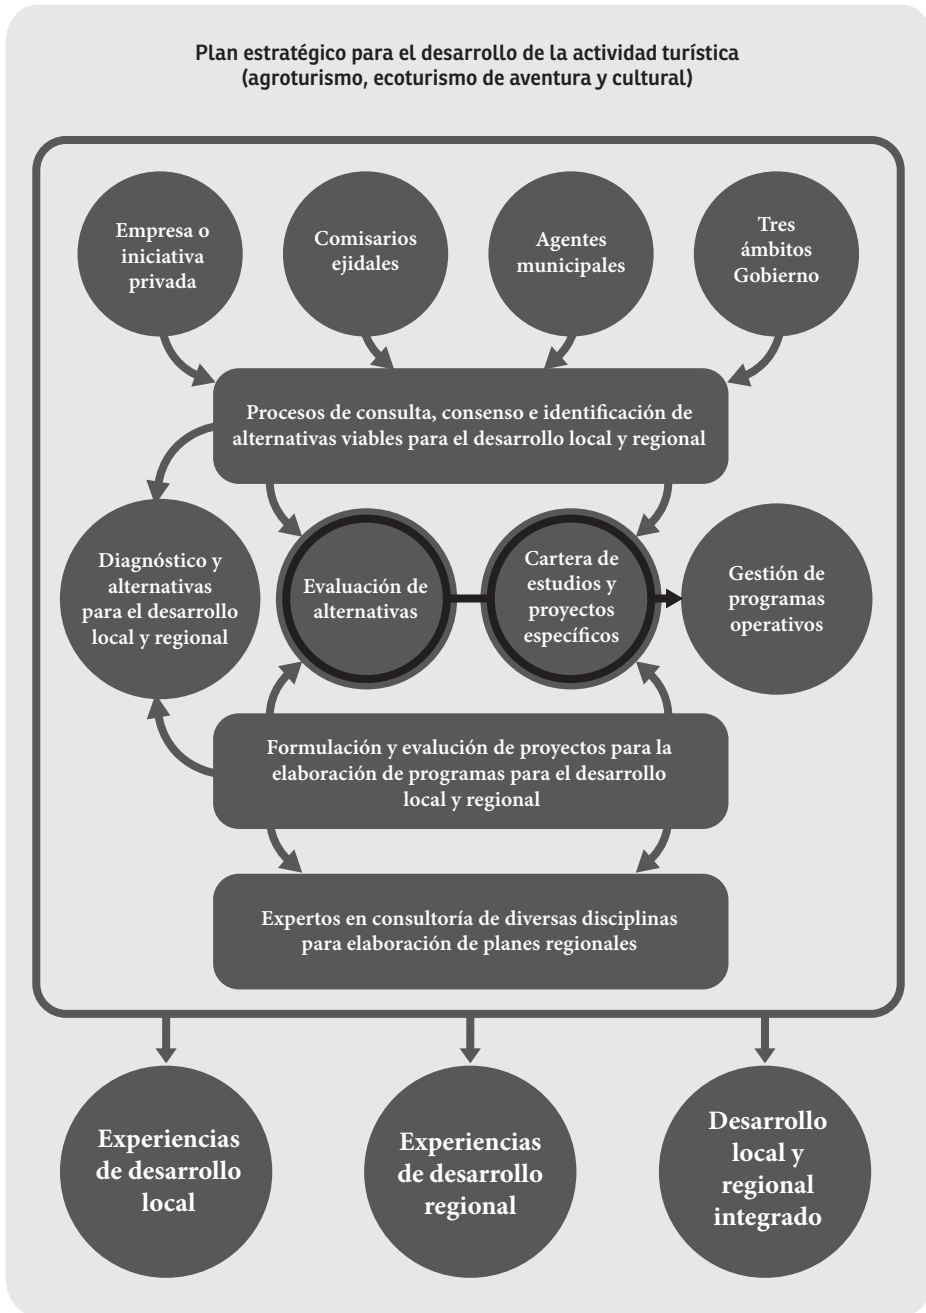 Plan estratégico para el desarrollo de la actividad turística
(agroturismo, ecoturismo de aventura y cultural)
Empresa o
iniciativa
privada
Comisarios
ejidales
Agentes
municipales
Tres
ámbitos
Gobierno
Procesos de consulta, consenso e identificación de
alternativas viables para el desarrollo local y regional
Diagnóstico y
alternativas
para el desarrollo
local y regional
Evaluación de
alternativas
Cartera de
estudios y
proyectos
específicos
Gestión de
programas
operativos
Formulación y evalución de proyectos para la
elaboración de programas para el desarrollo
local y regional
Expertos en consultoría de diversas disciplinas
para elaboración de planes regionales
Experiencias
de desarrollo
local
Experiencias
de desarrollo
regional
Desarrollo
local y
regional
integrado